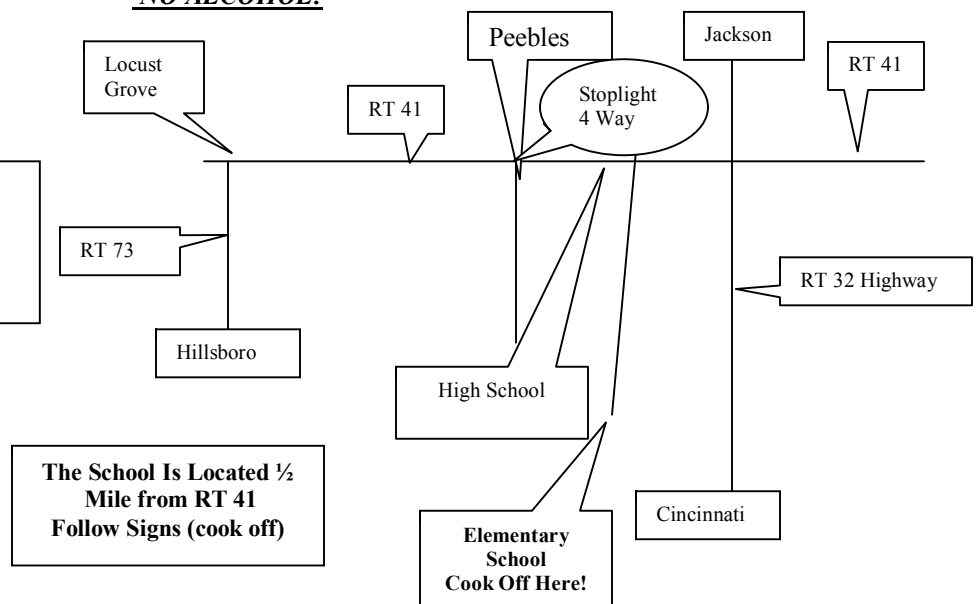 NO ALCOHOL!
Peebles
Jackson
Locust
Grove
RT 41
RT 41
Stoplight
4 Way
RT 73
RT 32 Highway
Hillsboro
High School
The School Is Located ½
Mile from RT 41
Follow Signs (cook off)
Cincinnati
Elementary
School
Cook Off Here!